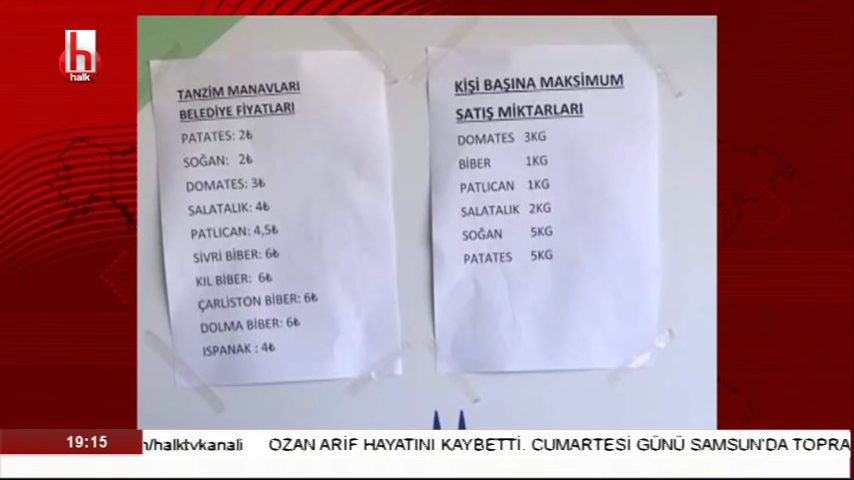 h
halk
TANZİM MANAVLARI
BELEDİYE FİYATLARI
PATATES: 2₺
SOĞAN: 2₺
DOMATES: 3₺
SALATALIK: 4₺
PATLICAN: 4,5₺
SİVRİ BİBER: 6₺
KIL BİBER: 6₺
ÇARLİSTON BİBER: 6₺
DOLMA BİBER: 6₺
ISPANAK : 4₺
KİŞİ BAŞINA MAKSİMUM
SATIŞ MİKTARLARI
DOMATES 3KG
BİBER 1KG
PATLICAN 1KG
SALATALIK 2KG
SOĞAN 5KG
PATATES 5KG
19:15 /halktvkanali OZAN ARİF HAYATINI KAYBETTİ. CUMARTESİ GÜNÜ SAMSUN'DA TOPRA